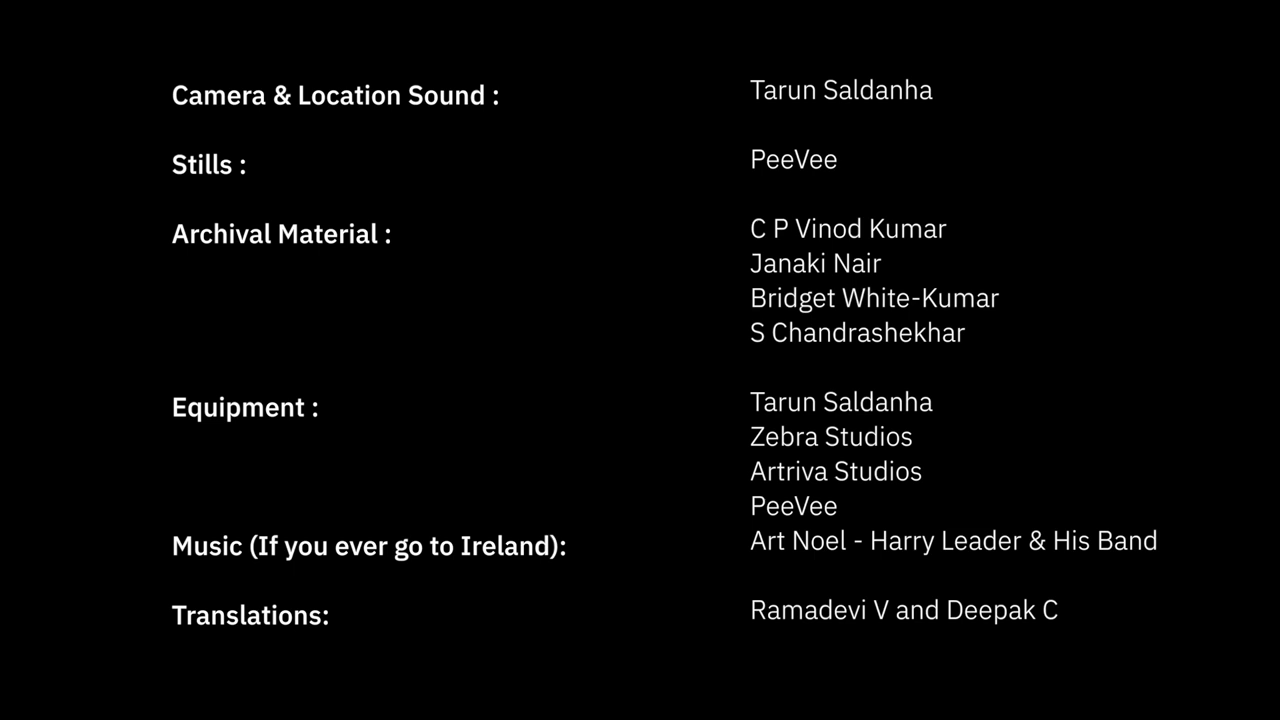 Camera & Location Sound : Tarun Saldanha
Stills : PeeVee
Archival Material : C P Vinod Kumar
Janaki Nair
Bridget White-Kumar
S Chandrashekhar
Equipment : Tarun Saldanha
Zebra Studios
Artriva Studios
PeeVee
Music (If you ever go to Ireland): Art Noel - Harry Leader & His Band
Translations: Ramadevi V and Deepak C